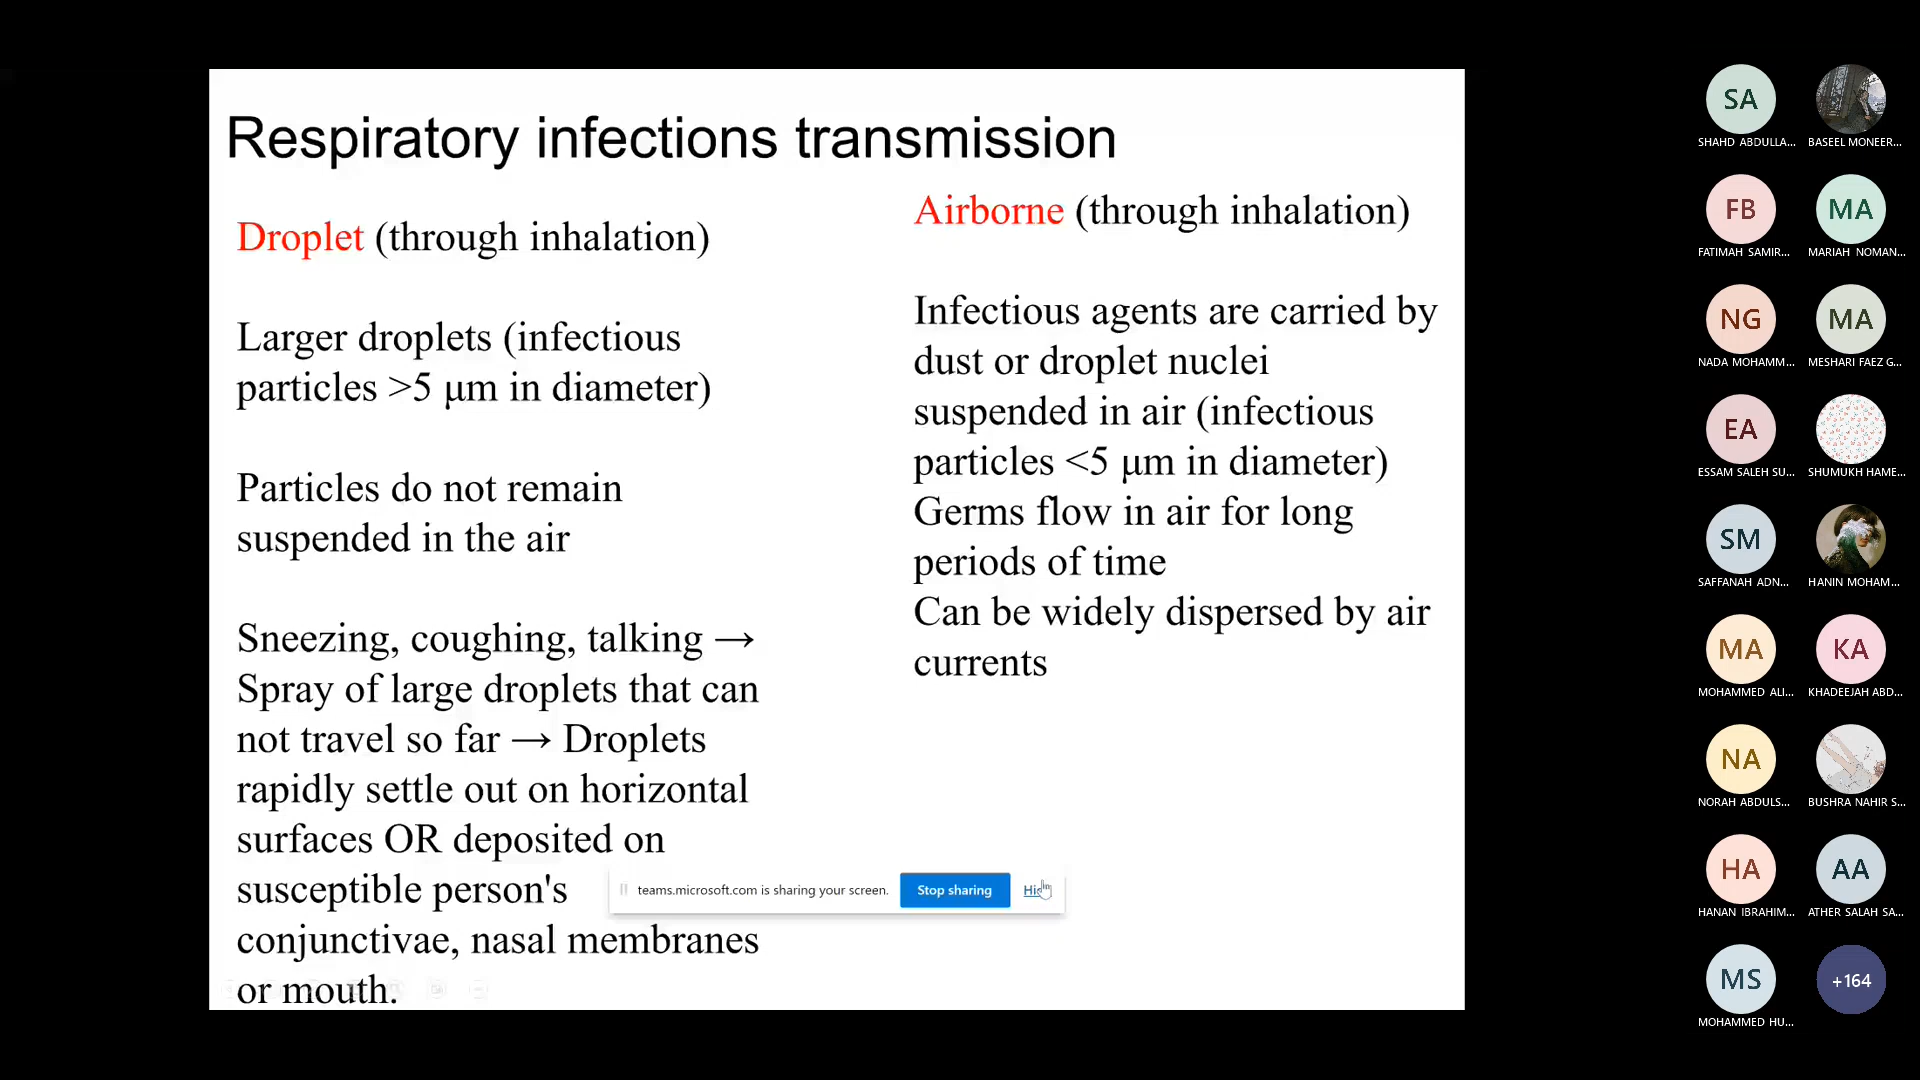 Respiratory infections transmission
Droplet (through inhalation)
Larger droplets (infectious
particles >5 μm in diameter)
Particles do not remain
suspended in the air
Sneezing, coughing, talking →
Spray of large droplets that can
not travel so far → Droplets
rapidly settle out on horizontal
surfaces OR deposited on
susceptible person's
conjunctivae, nasal membranes
or mouth.
Airborne (through inhalation)
Infectious agents are carried by
dust or droplet nuclei
suspended in air (infectious
particles <5 μm in diameter)
Germs flow in air for long
periods of time
Can be widely dispersed by air
currents
teams.microsoft.com is sharing your screen.
Stop sharing
SA
SHAHD ABDULLA...
BASEEL MONEER...
FB
FATIMAH SAMIR...
MA
MARIAH NOMAN...
NG
NADA MOHAMM...
MA
MESHARI FAEZ G...
EA
ESSAM SALEH SU...
SHUMUKH HAME...
SM
SAFFANAH ADN...
HANIN MOHAM...
MA
MOHAMMED ALI...
KA
KHADEEJAH ABD...
NA
NORAH ABDULS...
BUSHRA NAHIR S...
HA
HANAN IBRAHIM...
AA
ATHER SALAH SA...
MS
MOHAMMED HU...
+164